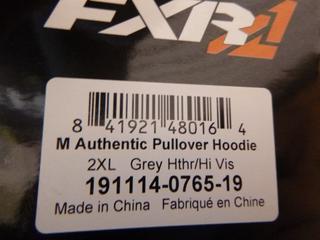 FXR
8 41921 48016 4
M Authentic Pullover Hoodie
2XL Grey Hthr/Hi Vis
191114-0765-19
Made in China Fabriqué en Chine